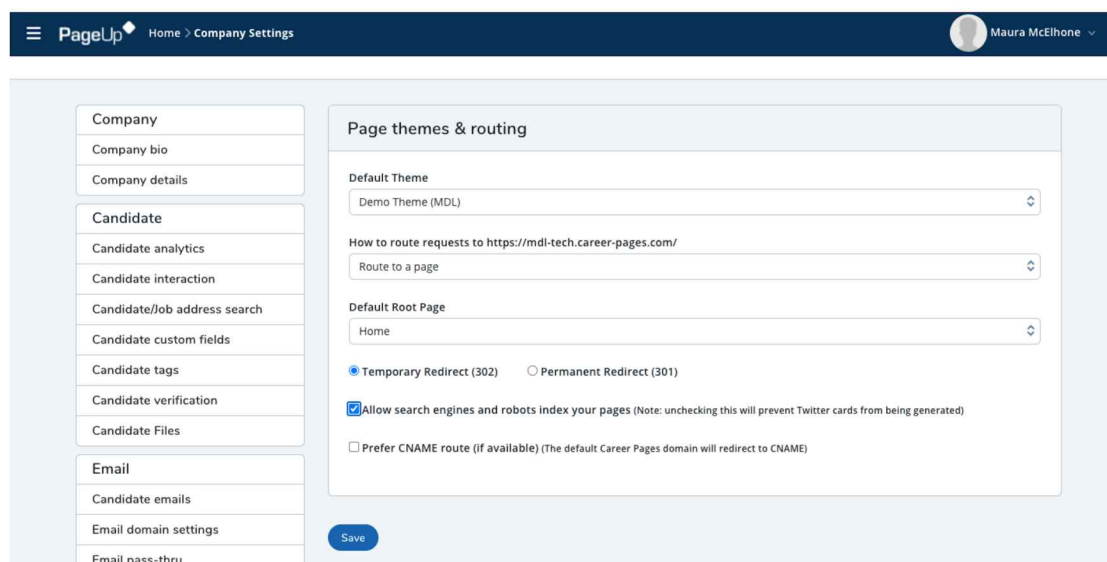 PageUp Home > Company Settings Maura McElhone
Company
Company bio
Company details
Candidate
Candidate analytics
Candidate interaction
Candidate/Job address search
Candidate custom fields
Candidate tags
Candidate verification
Candidate Files
Email
Candidate emails
Email domain settings
Email pass-thru
Page themes & routing
Default Theme
Demo Theme (MDL)
How to route requests to https://mdl-tech.career-pages.com/
Route to a page
Default Root Page
Home
Temporary Redirect (302) Permanent Redirect (301)
Allow search engines and robots index your pages (Note: unchecking this will prevent Twitter cards from being generated)
Prefer CNAME route (if available) (The default Career Pages domain will redirect to CNAME)
Save